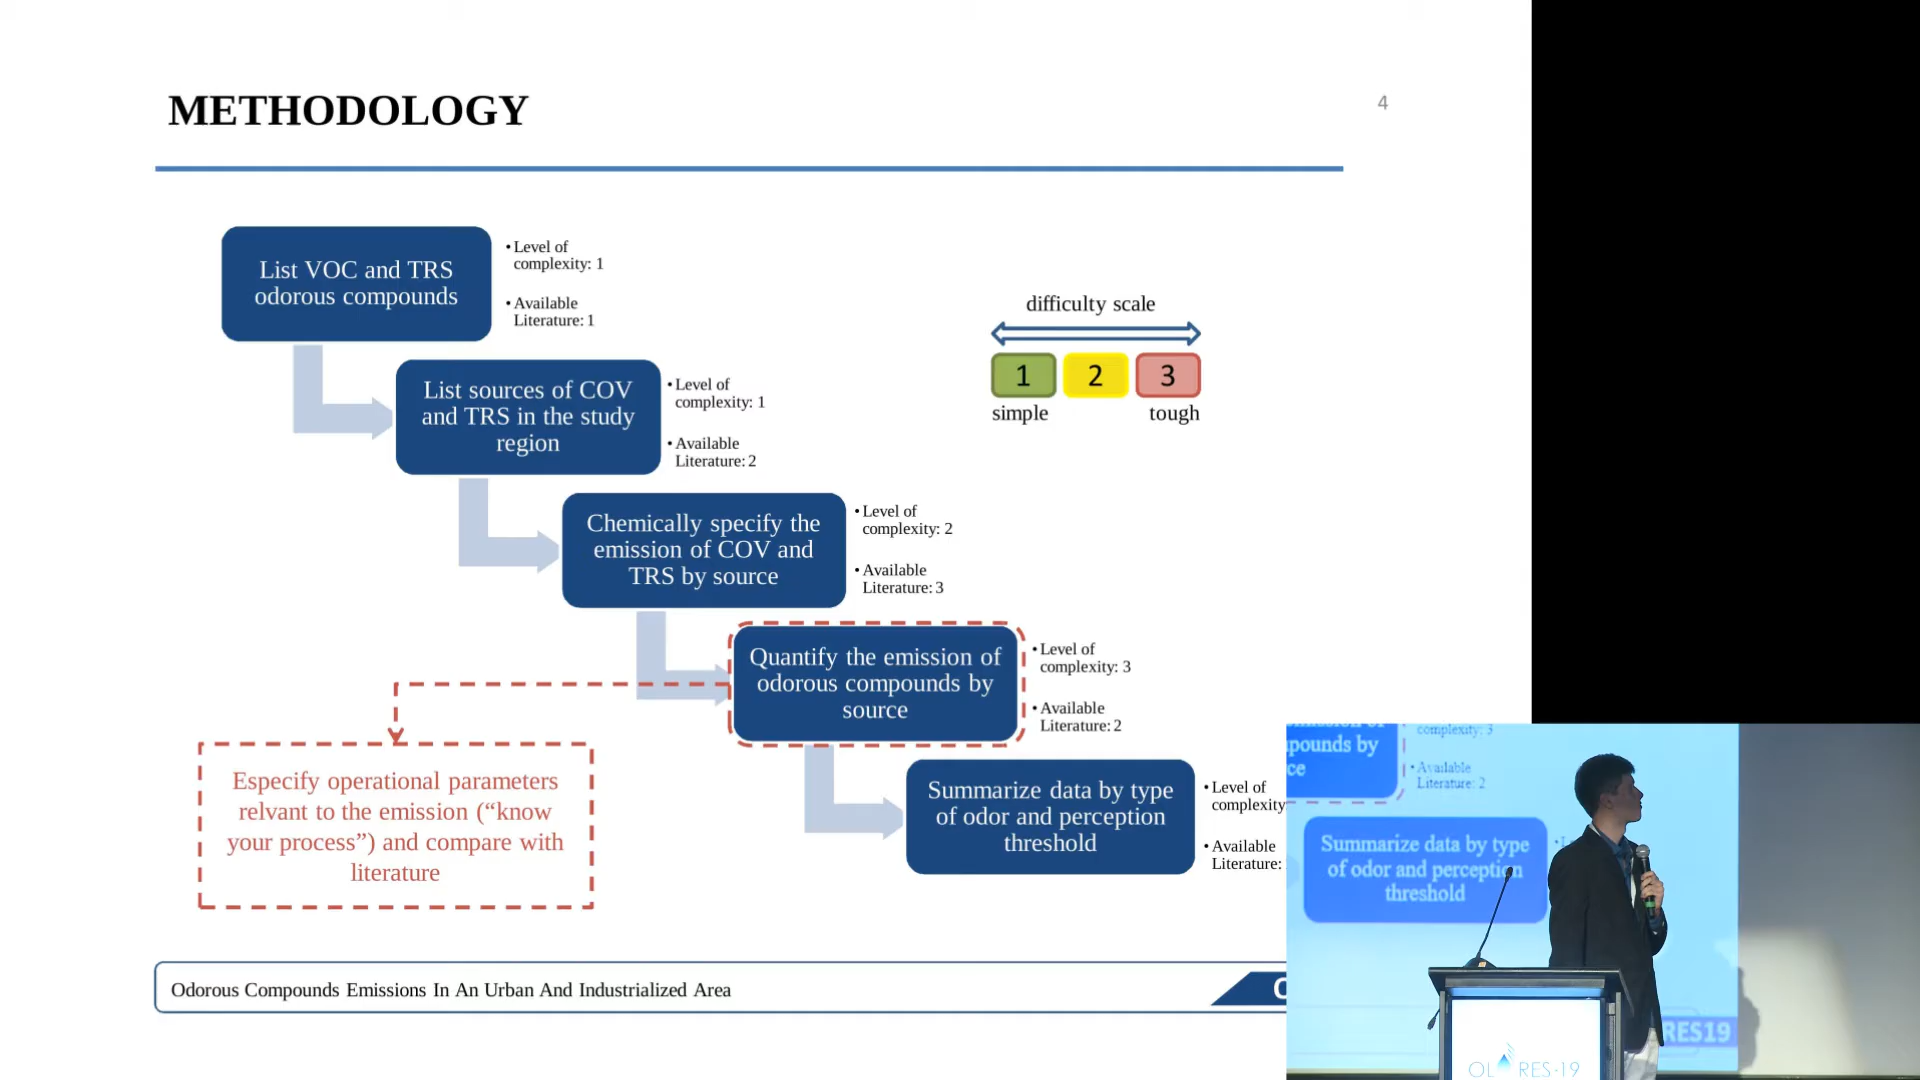 METHODOLOGY
4
List VOC and TRS
odorous compounds
• Level of
complexity: 1
• Available
Literature: 1
List sources of COV
and TRS in the study
region
• Level of
complexity: 1
• Available
Literature: 2
difficulty scale
1 2 3
simple tough
Chemically specify the
emission of COV and
TRS by source
• Level of
complexity: 2
• Available
Literature: 3
Quantify the emission of
odorous compounds by
source
• Level of
complexity: 3
• Available
Literature: 2
Especify operational parameters
relvant to the emission (“know
your process”) and compare with
literature
Summarize data by type
of odor and perception
threshold
• Level of
complexity
• Available
Literature:
Odorous Compounds Emissions In An Urban And Industrialized Area
complexity: 3
pounds by
ce
• Available
Literature: 2
Summarize data by type
of odor and perception
threshold
RES19
OL RES-19